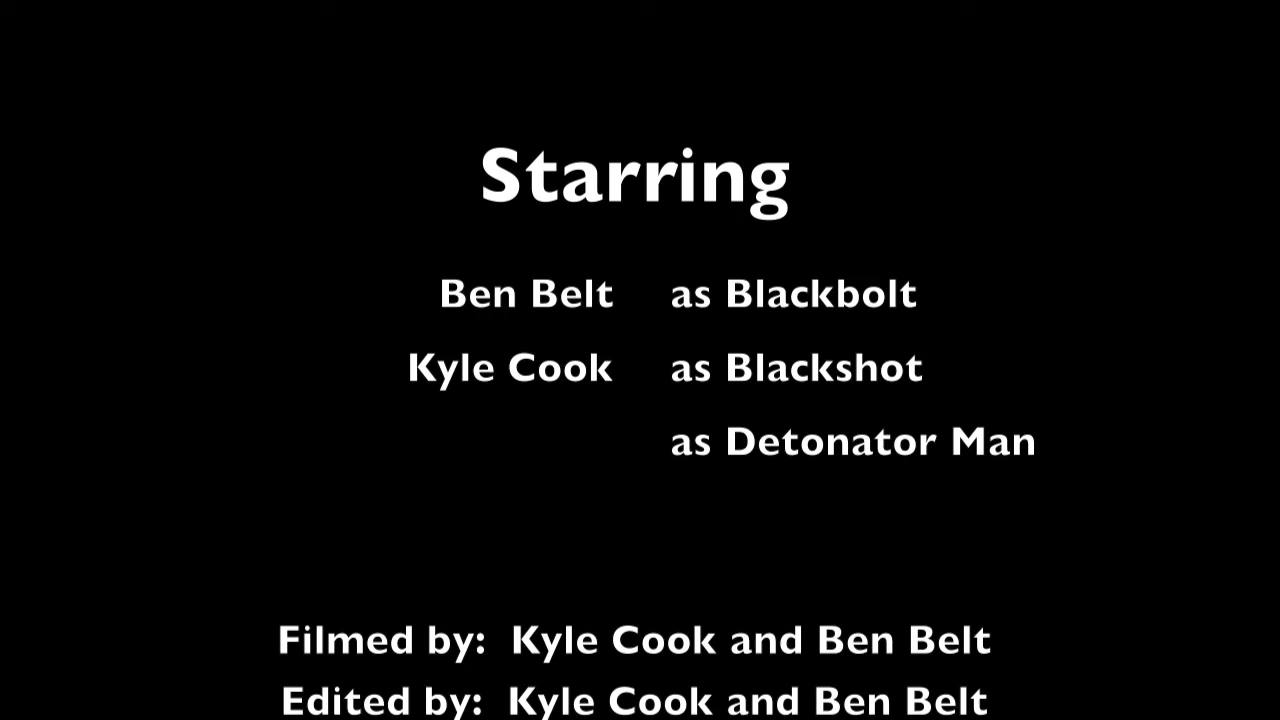 Starring
Ben Belt as Blackbolt
Kyle Cook as Blackshot
as Detonator Man
Filmed by: Kyle Cook and Ben Belt
Edited by: Kyle Cook and Ben Belt